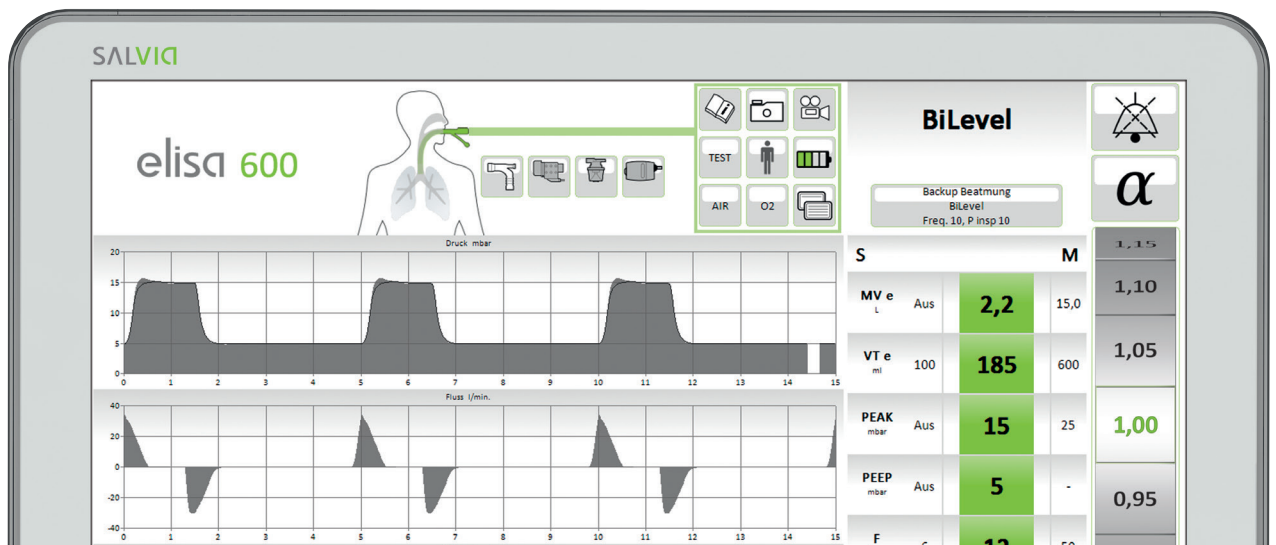 SALVIA
elisa 600
TEST
AIR O2
BiLevel
Backup Beatmung
BiLevel
Freq. 10, P insp 10
α
Druck mbar
20
15
10
5
0
0 1 2 3 4 5 6 7 8 9 10 11 12 13 14 15
Fluss l/min.
40
20
0
-20
-40
0 1 2 3 4 5 6 7 8 9 10 11 12 13 14 15
S M
MV e
L
Aus 2,2 15,0
VT e
ml
100 185 600
PEAK
mbar
Aus 15 25
PEEP
mbar
Aus 5 -
F
12
50
1,15
1,10
1,05
1,00
0,95